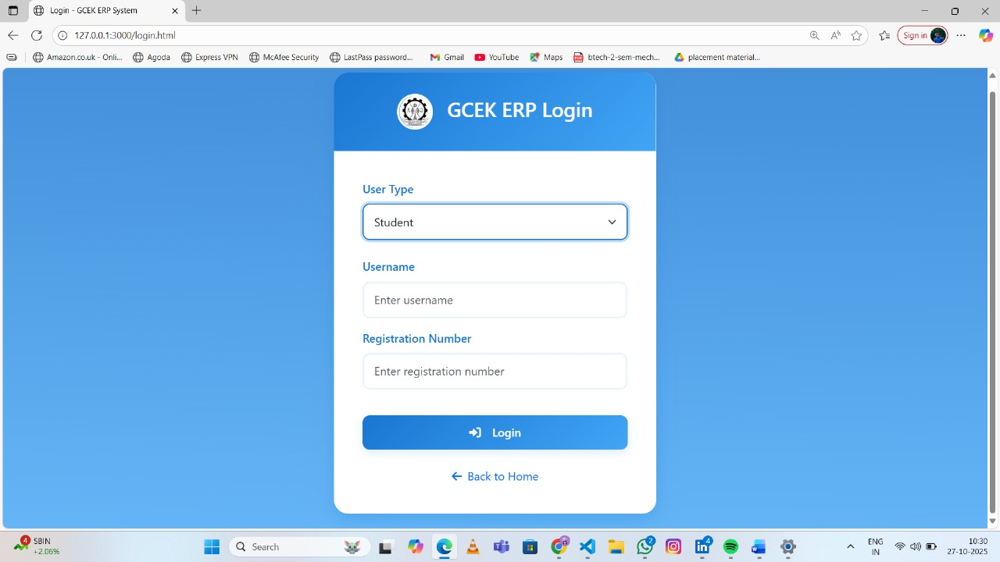 Login - GCEK ERP System
127.0.0.1:3000/login.html
Sign in
Amazon.co.uk - Onli...
Agoda
Express VPN
McAfee Security
LastPass password...
Gmail
YouTube
Maps
btech-2-sem-mech...
placement material...
GCEK ERP Login
User Type
Student
Username
Enter username
Registration Number
Enter registration number
Login
Back to Home
4
SBIN
+2.06%
Search
2
4
ENG
IN
10:30
27-10-2025